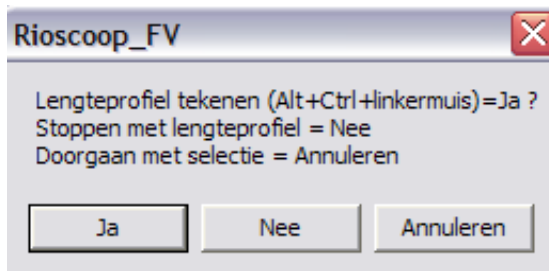 Rioscoop_FV
Lengteprofiel tekenen (Alt+Ctrl+linkermuis)=Ja ?
Stoppen met lengteprofiel = Nee
Doorgaan met selectie = Annuleren
Ja
Nee
Annuleren